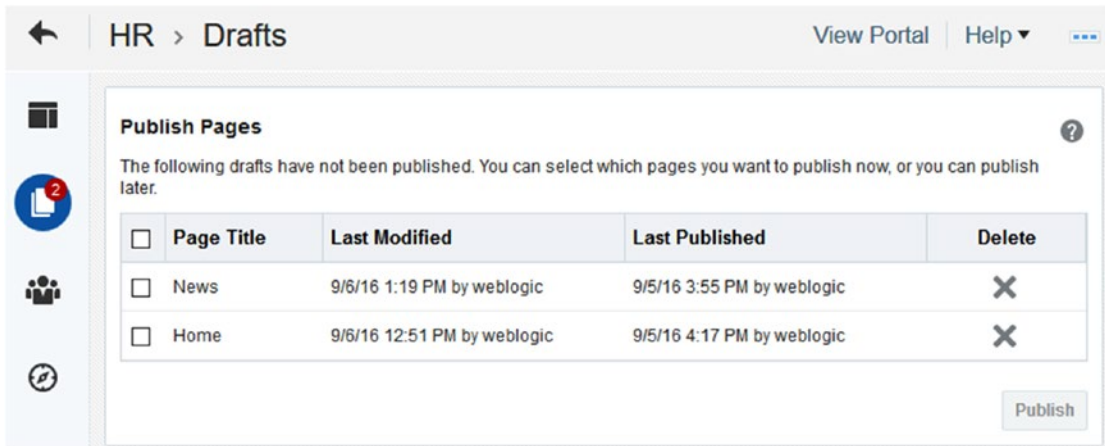 HR > Drafts View Portal Help ▼
Publish Pages
The following drafts have not been published. You can select which pages you want to publish now, or you can publish
later.
Page Title Last Modified Last Published Delete
2
News 9/6/16 1:19 PM by weblogic 9/5/16 3:55 PM by weblogic
Home 9/6/16 12:51 PM by weblogic 9/5/16 4:17 PM by weblogic
Publish